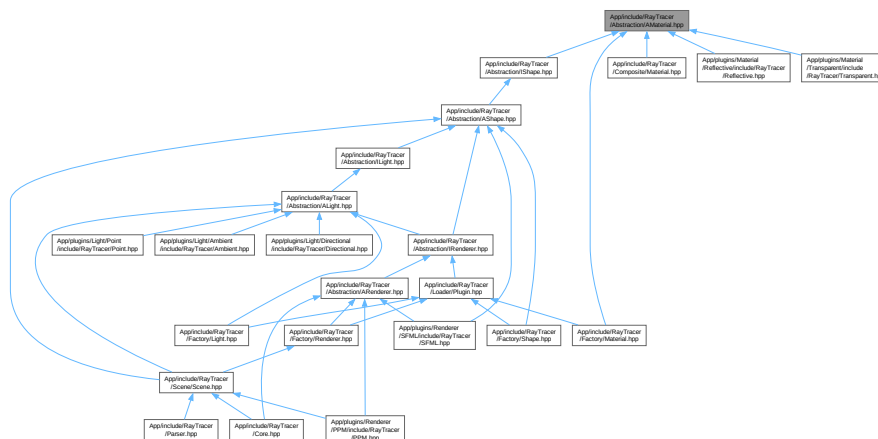 App/include/RayTracer
/Abstraction/AMaterial.hpp
App/include/RayTracer
/Abstraction/IShape.hpp
App/include/RayTracer
/Composite/Material.hpp
App/plugins/Material
/Reflective/include/RayTracer
/Reflective.hpp
App/plugins/Material
/Transparent/include
/RayTracer/Transparent.h
App/include/RayTracer
/Abstraction/AShape.hpp
App/include/RayTracer
/Abstraction/ILight.hpp
App/include/RayTracer
/Abstraction/ALight.hpp
App/plugins/Light/Point
/include/RayTracer/Point.hpp
App/plugins/Light/Ambient
/include/RayTracer/Ambient.hpp
App/plugins/Light/Directional
/include/RayTracer/Directional.hpp
App/include/RayTracer
/Abstraction/IRenderer.hpp
App/include/RayTracer
/Abstraction/ARenderer.hpp
App/include/RayTracer
/Loader/Plugin.hpp
App/include/RayTracer
/Factory/Light.hpp
App/include/RayTracer
/Factory/Renderer.hpp
App/plugins/Renderer
/SFML/include/RayTracer
/SFML.hpp
App/include/RayTracer
/Factory/Shape.hpp
App/include/RayTracer
/Factory/Material.hpp
App/include/RayTracer
/Scene/Scene.hpp
App/include/RayTracer
/Parser.hpp
App/include/RayTracer
/Core.hpp
App/plugins/Renderer
/PPM/include/RayTracer
/PPM.hpp